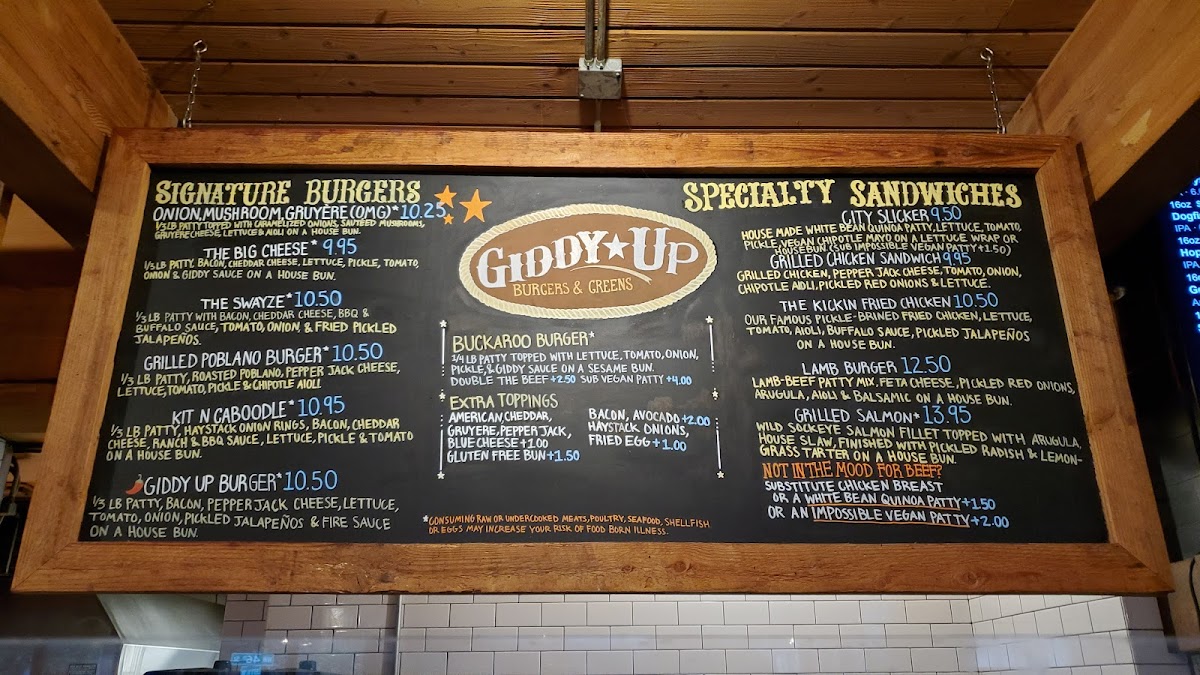 SIGNATURE BURGERS
ONION, MUSHROOM, GRUYERE (OMG)* 10.25
1/3 LB PATTY TOPPED WITH CARAMELIZED ONIONS, SAUTEED MUSHROOMS,
GRUYERE CHEESE, LETTUCE & AIOLI ON A HOUSE BUN.
THE BIG CHEESE* 9.95
1/3 LB PATTY, BACON, CHEDDAR CHEESE, LETTUCE, PICKLE, TOMATO,
ONION & GIDDY SAUCE ON A HOUSE BUN.
THE SWAYZE* 10.50
1/3 LB PATTY WITH BACON, CHEDDAR CHEESE, BBQ &
BUFFALO SAUCE, TOMATO, ONION & FRIED PICKLED
JALAPEÑOS.
GRILLED POBLANO BURGER* 10.50
1/3 LB PATTY, ROASTED POBLANO, PEPPER JACK CHEESE,
LETTUCE, TOMATO, PICKLE & CHIPOTLE AIOLI
KIT N CABOODLE* 10.95
1/3 LB PATTY, HAYSTACK ONION RINGS, BACON, CHEDDAR
CHEESE, RANCH & BBQ SAUCE, LETTUCE, PICKLE & TOMATO
ON A HOUSE BUN.
GIDDY UP BURGER* 10.50
1/3 LB PATTY, BACON, PEPPER JACK CHEESE, LETTUCE,
TOMATO, ONION, PICKLED JALAPEÑOS & FIRE SAUCE
ON A HOUSE BUN.
GIDDY UP
BURGERS & GREENS
BUCKAROO BURGER*
1/4 LB PATTY TOPPED WITH LETTUCE, TOMATO, ONION,
PICKLE, & GIDDY SAUCE ON A SESAME BUN.
DOUBLE THE BEEF +2.50 SUB VEGAN PATTY +4.00
EXTRA TOPPINGS
AMERICAN, CHEDDAR,
GRUYERE, PEPPER JACK,
BLUE CHEESE +1.00
GLUTEN FREE BUN +1.50
BACON, AVOCADO +2.00
HAYSTACK ONIONS,
FRIED EGG +1.00
*CONSUMING RAW OR UNDERCOOKED MEATS, POULTRY, SEAFOOD, SHELLFISH
OR EGGS MAY INCREASE YOUR RISK OF FOOD BORN ILLNESS.
SPECIALTY SANDWICHES
CITY SLICKER 9.50
HOUSE MADE WHITE BEAN QUINOA PATTY, LETTUCE, TOMATO,
PICKLE, VEGAN CHIPOTLE MAYO ON A LETTUCE WRAP OR
HOUSE BUN (SUB IMPOSSIBLE VEGAN PATTY +1.50)
GRILLED CHICKEN SANDWICH 9.95
GRILLED CHICKEN, PEPPER JACK CHEESE, TOMATO, ONION,
CHIPOTLE AIOLI, PICKLED RED ONIONS & LETTUCE.
THE KICKIN FRIED CHICKEN 10.50
OUR FAMOUS PICKLE-BRINED FRIED CHICKEN, LETTUCE,
TOMATO, AIOLI, BUFFALO SAUCE, PICKLED JALAPEÑOS
ON A HOUSE BUN.
LAMB BURGER 12.50
LAMB-BEEF PATTY MIX, FETA CHEESE, PICKLED RED ONIONS,
ARUGULA, AIOLI & BALSAMIC ON A HOUSE BUN.
GRILLED SALMON* 13.95
WILD SOCKEYE SALMON FILLET TOPPED WITH ARUGULA,
HOUSE SLAW, FINISHED WITH PICKLED RADISH & LEMON-
GRASS TARTER ON A HOUSE BUN.
NOT IN THE MOOD FOR BEEF?
SUBSTITUTE CHICKEN BREAST
OR A WHITE BEAN QUINOA PATTY +1.50
OR AN IMPOSSIBLE VEGAN PATTY +2.00
16oz
Dogfi
IPA
16oz
Hop
IPA